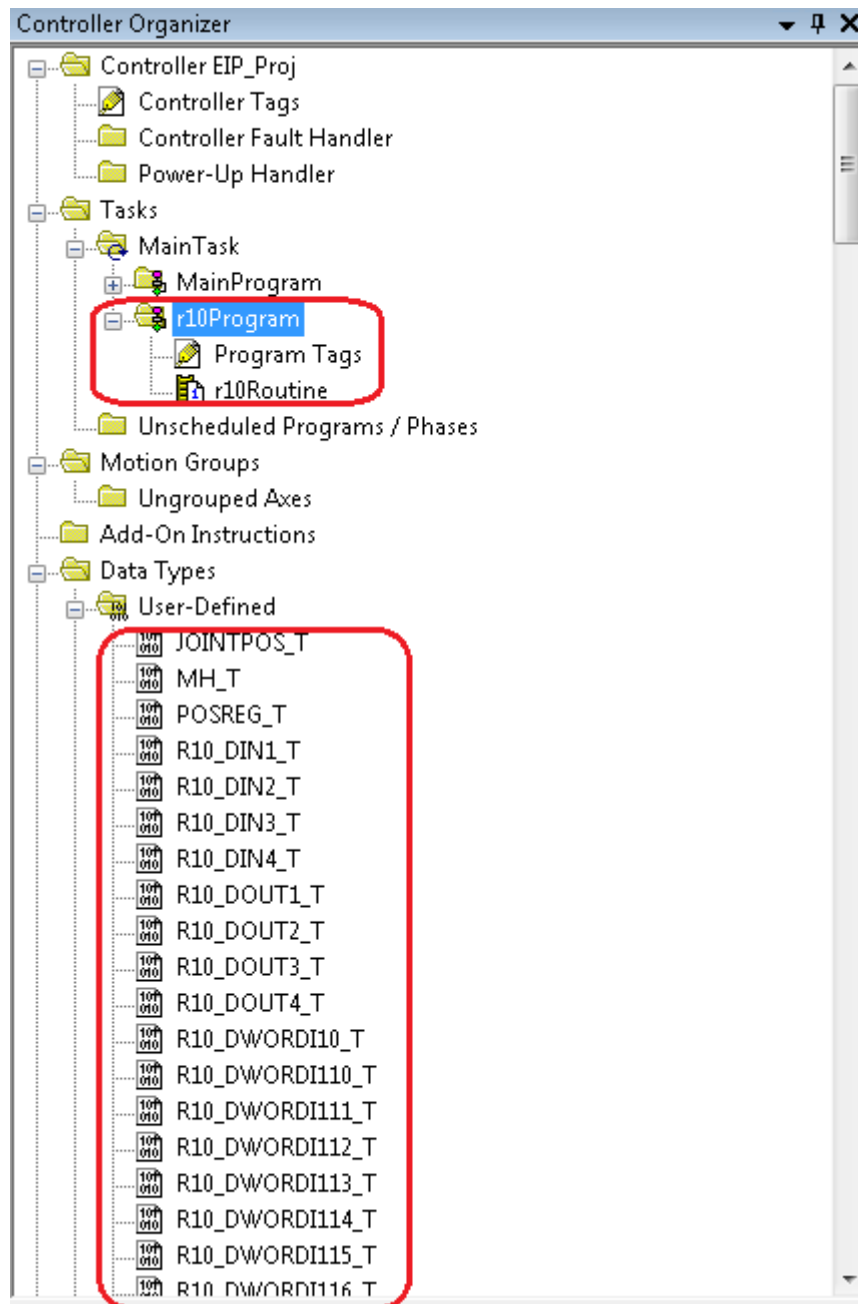 Controller Organizer
Controller EIP_Proj
Controller Tags
Controller Fault Handler
Power-Up Handler
Tasks
MainTask
MainProgram
r10Program
Program Tags
r10Routine
Unscheduled Programs / Phases
Motion Groups
Ungrouped Axes
Add-On Instructions
Data Types
User-Defined
JOINTPOS_T
MH_T
POSREG_T
R10_DIN1_T
R10_DIN2_T
R10_DIN3_T
R10_DIN4_T
R10_DOUT1_T
R10_DOUT2_T
R10_DOUT3_T
R10_DOUT4_T
R10_DWORDI10_T
R10_DWORDI110_T
R10_DWORDI111_T
R10_DWORDI112_T
R10_DWORDI113_T
R10_DWORDI114_T
R10_DWORDI115_T
R10_DWORDI116_T